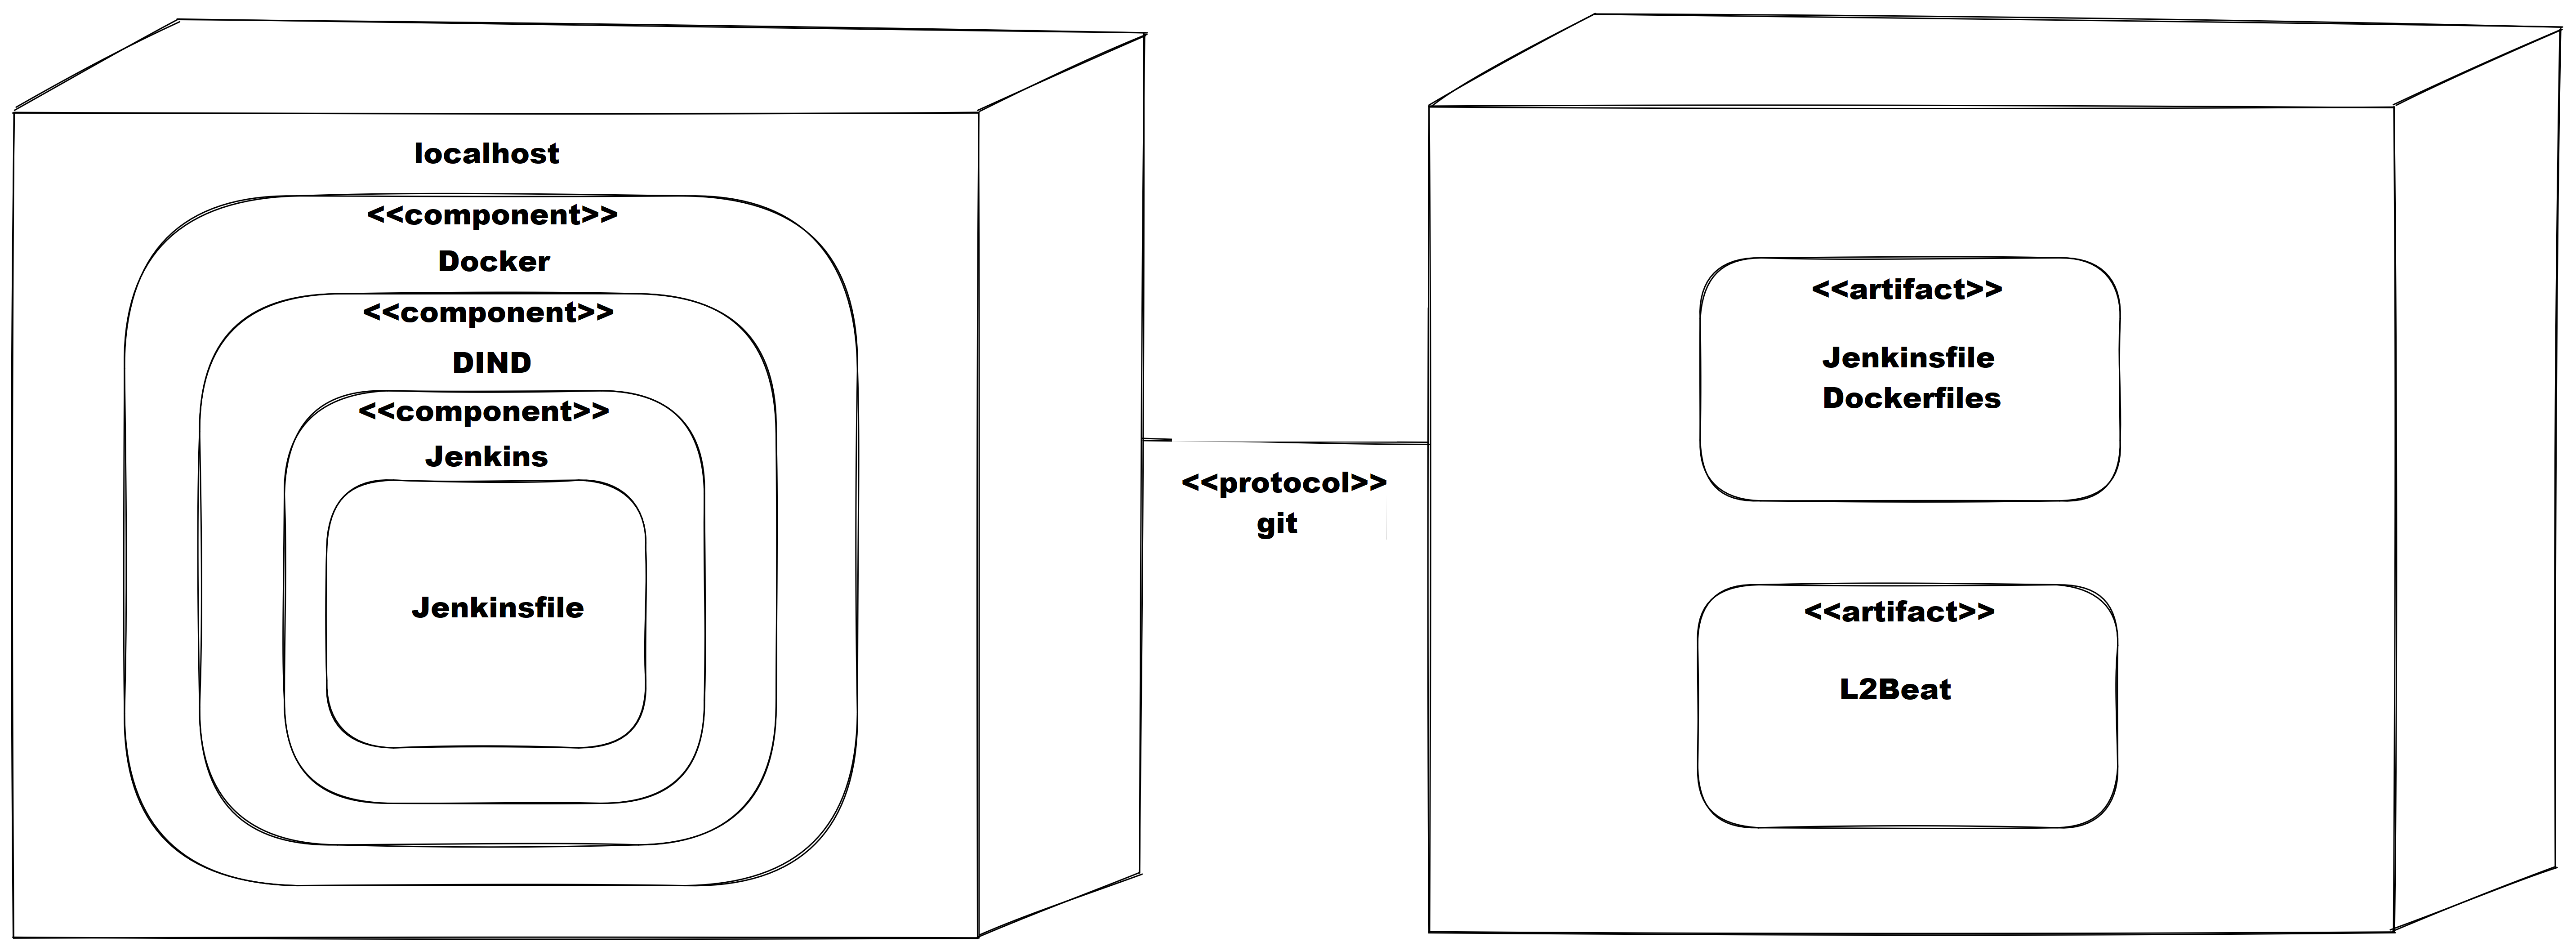 localhost
<<component>>
Docker
<<component>>
DIND
<<component>>
Jenkins
Jenkinsfile
<<protocol>>
git
<<artifact>>
Jenkinsfile
Dockerfiles
<<artifact>>
L2Beat